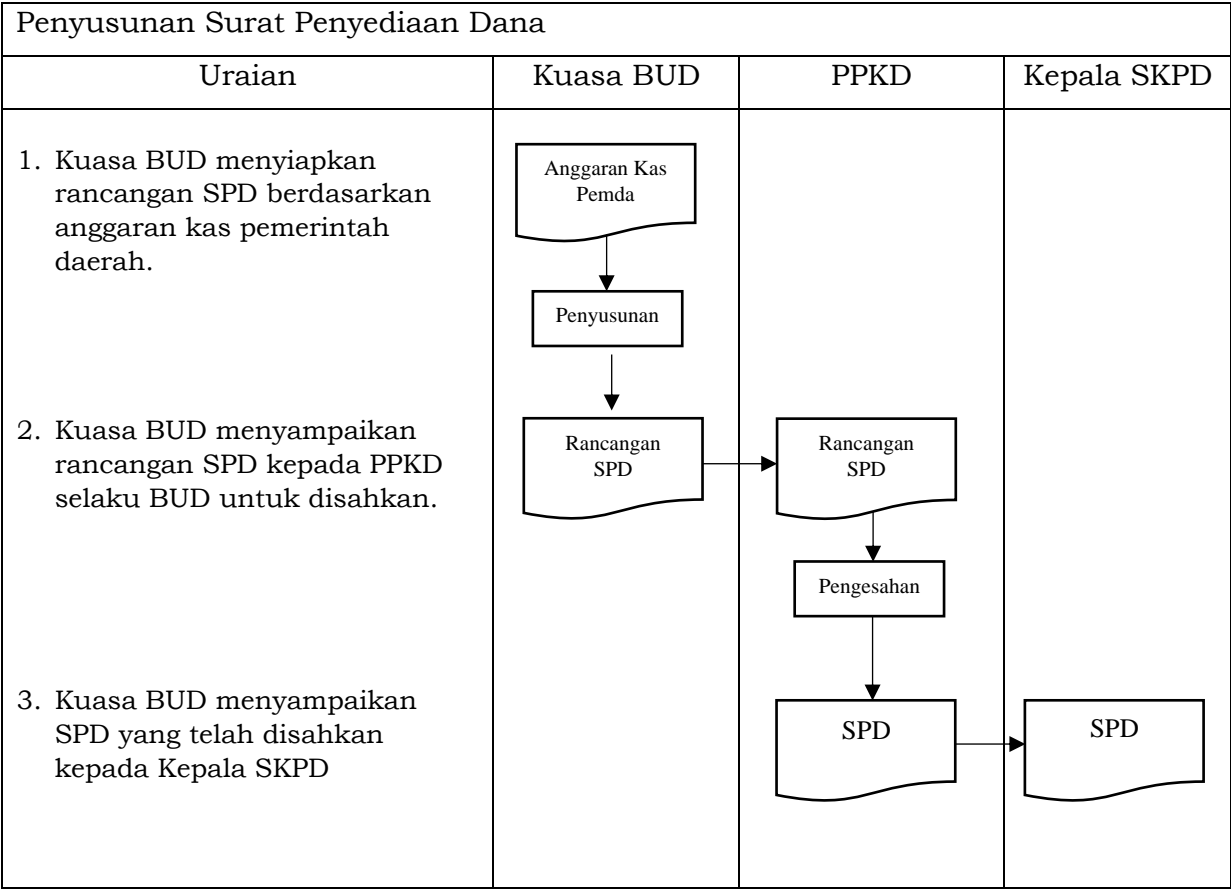 Penyusunan Surat Penyediaan Dana
Uraian
Kuasa BUD
PPKD
Kepala SKPD
1. Kuasa BUD menyiapkan
rancangan SPD berdasarkan
anggaran kas pemerintah
daerah.
Anggaran Kas
Pemda
Penyusunan
2. Kuasa BUD menyampaikan
rancangan SPD kepada PPKD
selaku BUD untuk disahkan.
Rancangan
SPD
Rancangan
SPD
Pengesahan
3. Kuasa BUD menyampaikan
SPD yang telah disahkan
kepada Kepala SKPD
SPD
SPD